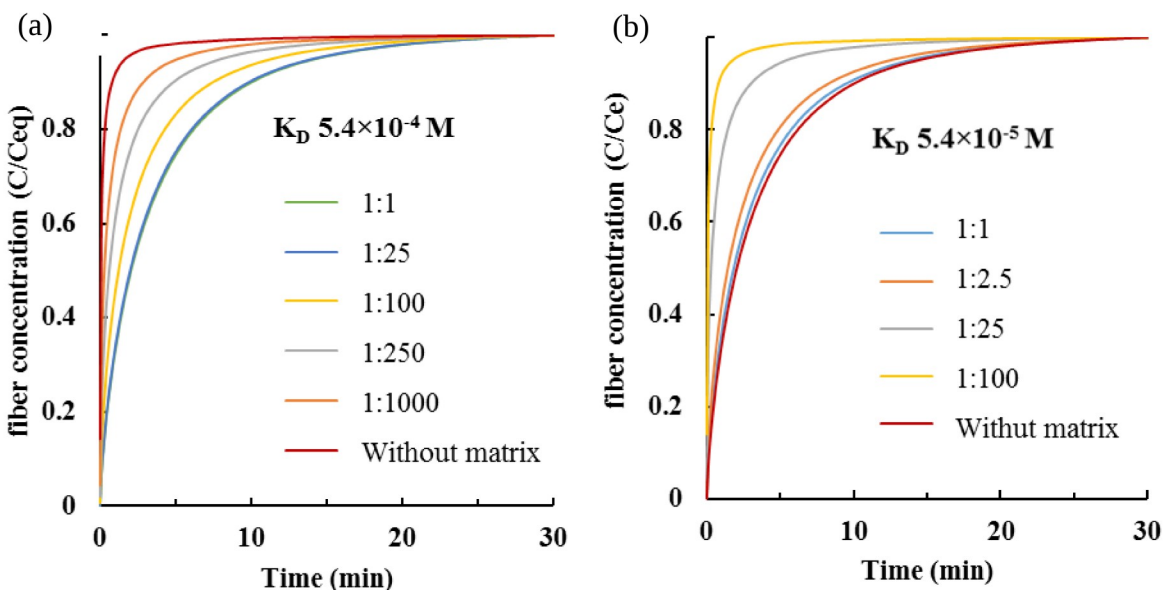 (a)
fiber concentration (C/Ceq)
0.8
0.6
0.4
0.2
0
K_D 5.4×10⁻⁴ M
1:1
1:25
1:100
1:250
1:1000
Without matrix
0 10 20 30
Time (min)
(b)
fiber concentration (C/Ce)
0.8
0.6
0.4
0.2
0
K_D 5.4×10⁻⁵ M
1:1
1:2.5
1:25
1:100
Withut matrix
0 10 20 30
Time (min)